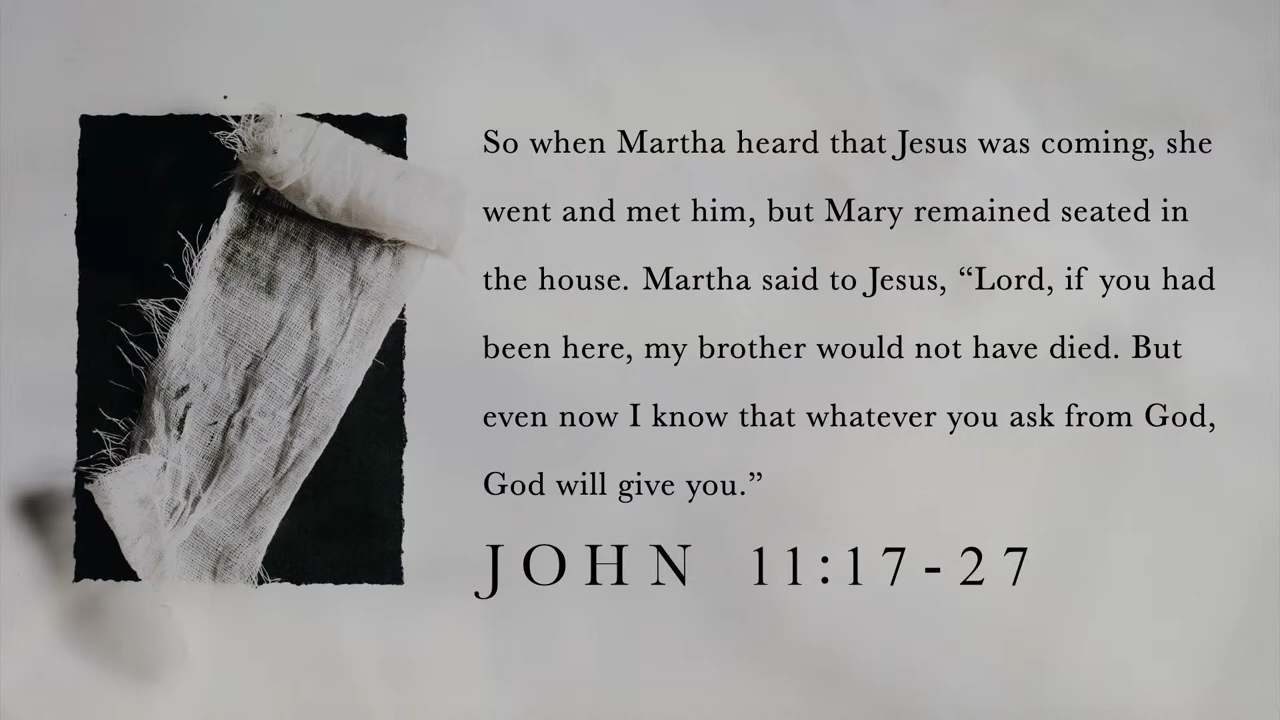 So when Martha heard that Jesus was coming, she
went and met him, but Mary remained seated in
the house. Martha said to Jesus, “Lord, if you had
been here, my brother would not have died. But
even now I know that whatever you ask from God,
God will give you.”
JOHN 11:17-27